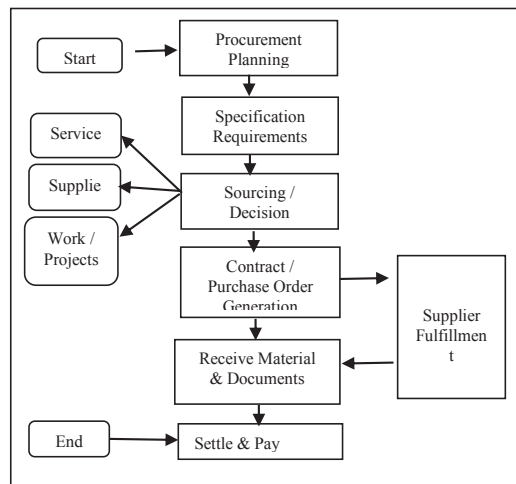 Start
Procurement
Planning
Specification
Requirements
Service
Supplie
Work /
Projects
Sourcing /
Decision
Contract /
Purchase Order
Generation
Supplier
Fulfillmen
t
Receive Material
& Documents
End
Settle & Pay